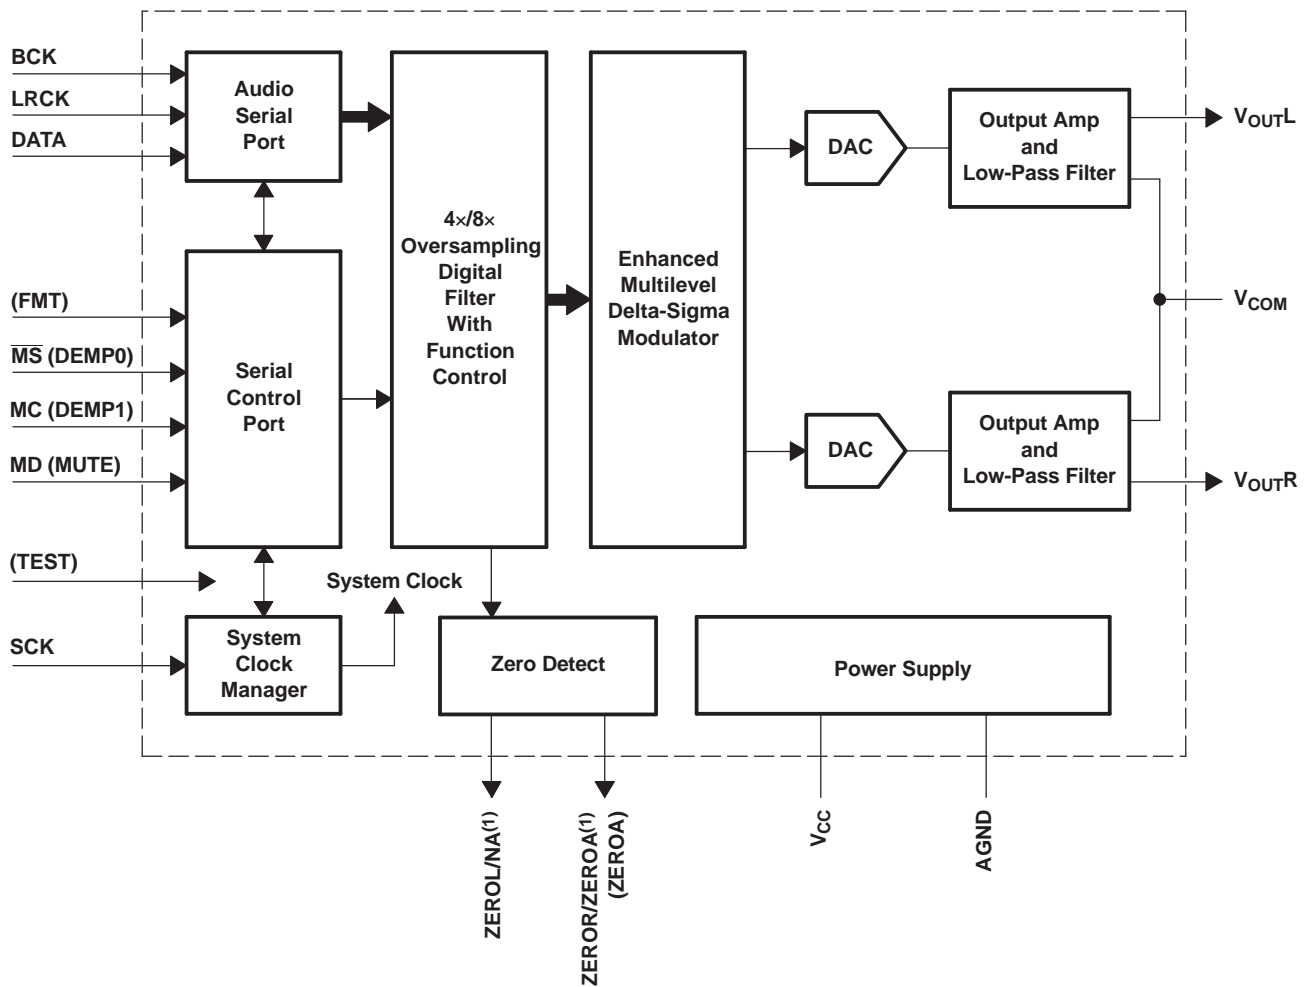 BCK
LRCK
DATA
Audio
Serial
Port
(FMT)
MS (DEMP0)
MC (DEMP1)
MD (MUTE)
Serial
Control
Port
(TEST)
SCK
System
Clock
Manager
System Clock
4×/8×
Oversampling
Digital
Filter
With
Function
Control
Enhanced
Multilevel
Delta-Sigma
Modulator
DAC
Output Amp
and
Low-Pass Filter
VOUTL
VCOM
DAC
Output Amp
and
Low-Pass Filter
VOUTR
Zero Detect
Power Supply
ZEROL/NA(1)
ZEROR/ZEROA(1)
(ZEROA)
VCC
AGND